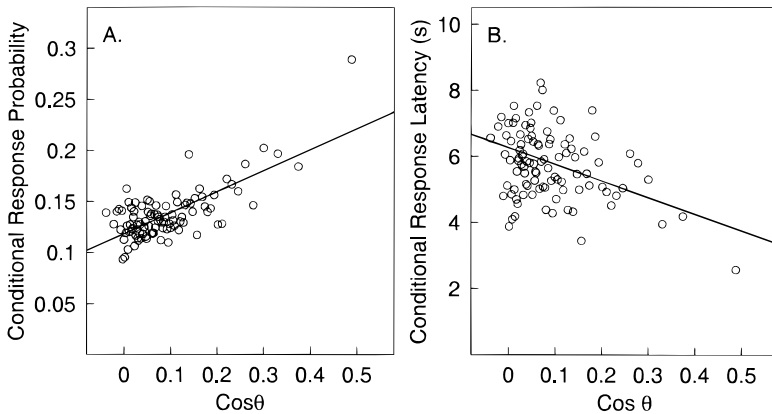 A.
Conditional Response Probability
0.3
0.25
0.2
0.15
0.1
0.05
0 0.1 0.2 0.3 0.4 0.5
Cosθ
B.
Conditional Response Latency (s)
10
8
6
4
2
0 0.1 0.2 0.3 0.4 0.5
Cos θ